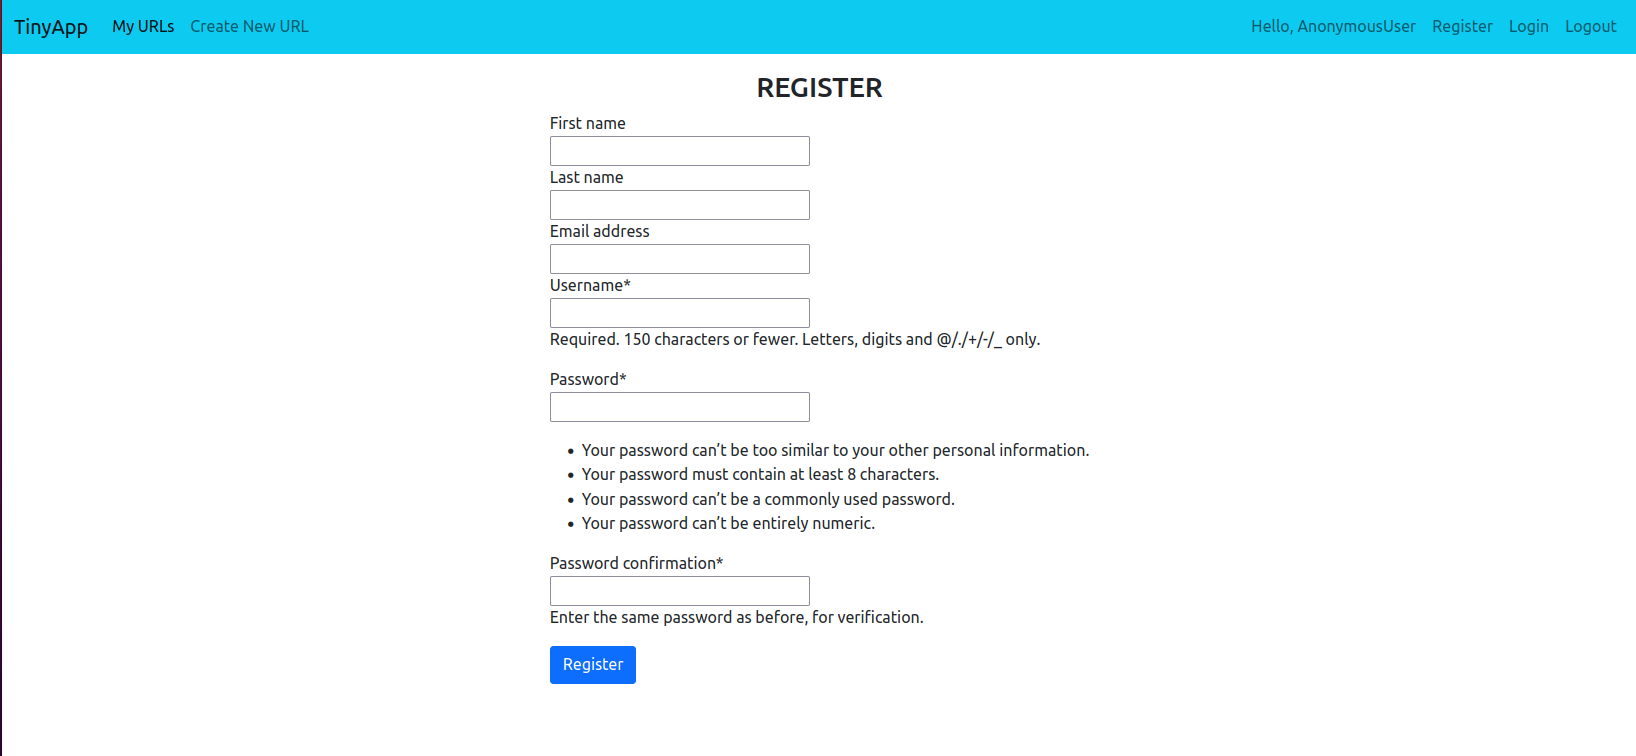 TinyApp My URLs Create New URL Hello, AnonymousUser Register Login Logout
REGISTER
First name
Last name
Email address
Username*
Required. 150 characters or fewer. Letters, digits and @/./+/-/_ only.
Password*
• Your password can’t be too similar to your other personal information.
• Your password must contain at least 8 characters.
• Your password can’t be a commonly used password.
• Your password can’t be entirely numeric.
Password confirmation*
Enter the same password as before, for verification.
Register